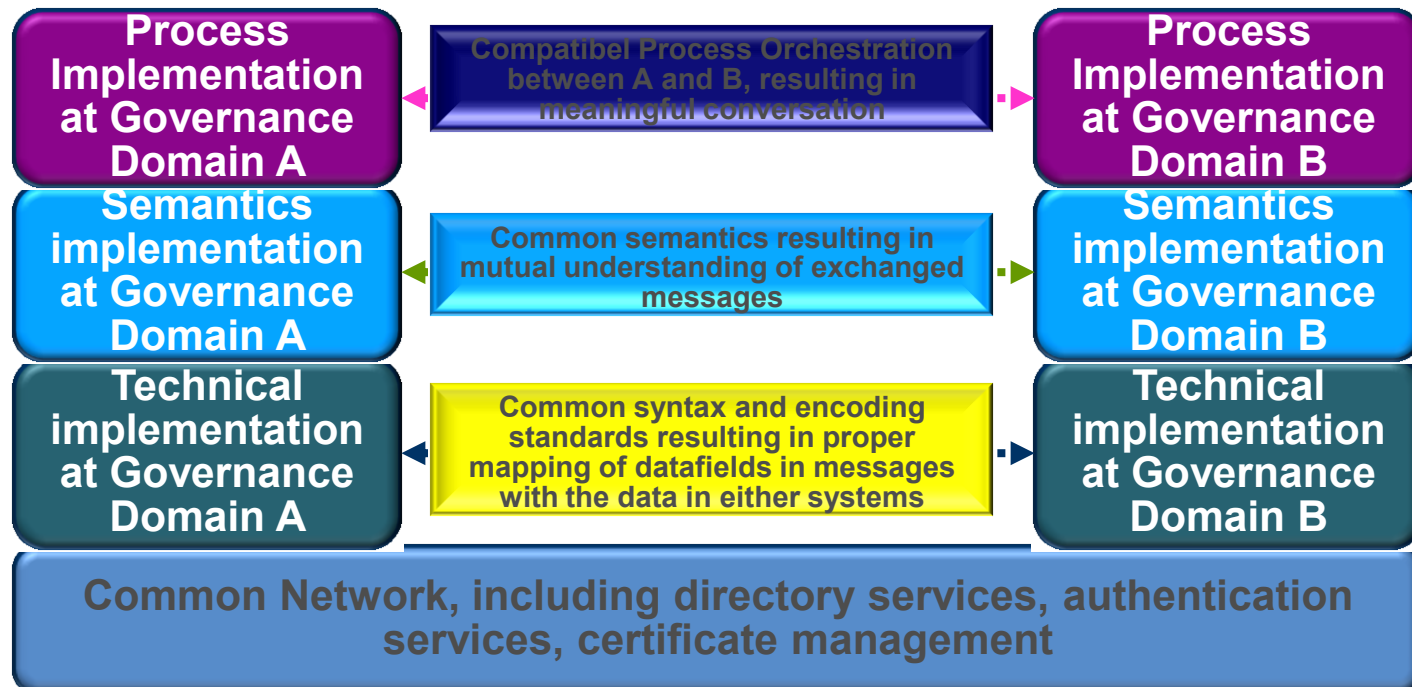 Process
Implementation
at Governance
Domain A
Compatibel Process Orchestration
between A and B, resulting in
meaningful conversation
Process
Implementation
at Governance
Domain B
Semantics
implementation
at Governance
Domain A
Common semantics resulting in
mutual understanding of exchanged
messages
Semantics
implementation
at Governance
Domain B
Technical
implementation
at Governance
Domain A
Common syntax and encoding
standards resulting in proper
mapping of datafields in messages
with the data in either systems
Technical
implementation
at Governance
Domain B
Common Network, including directory services, authentication
services, certificate management